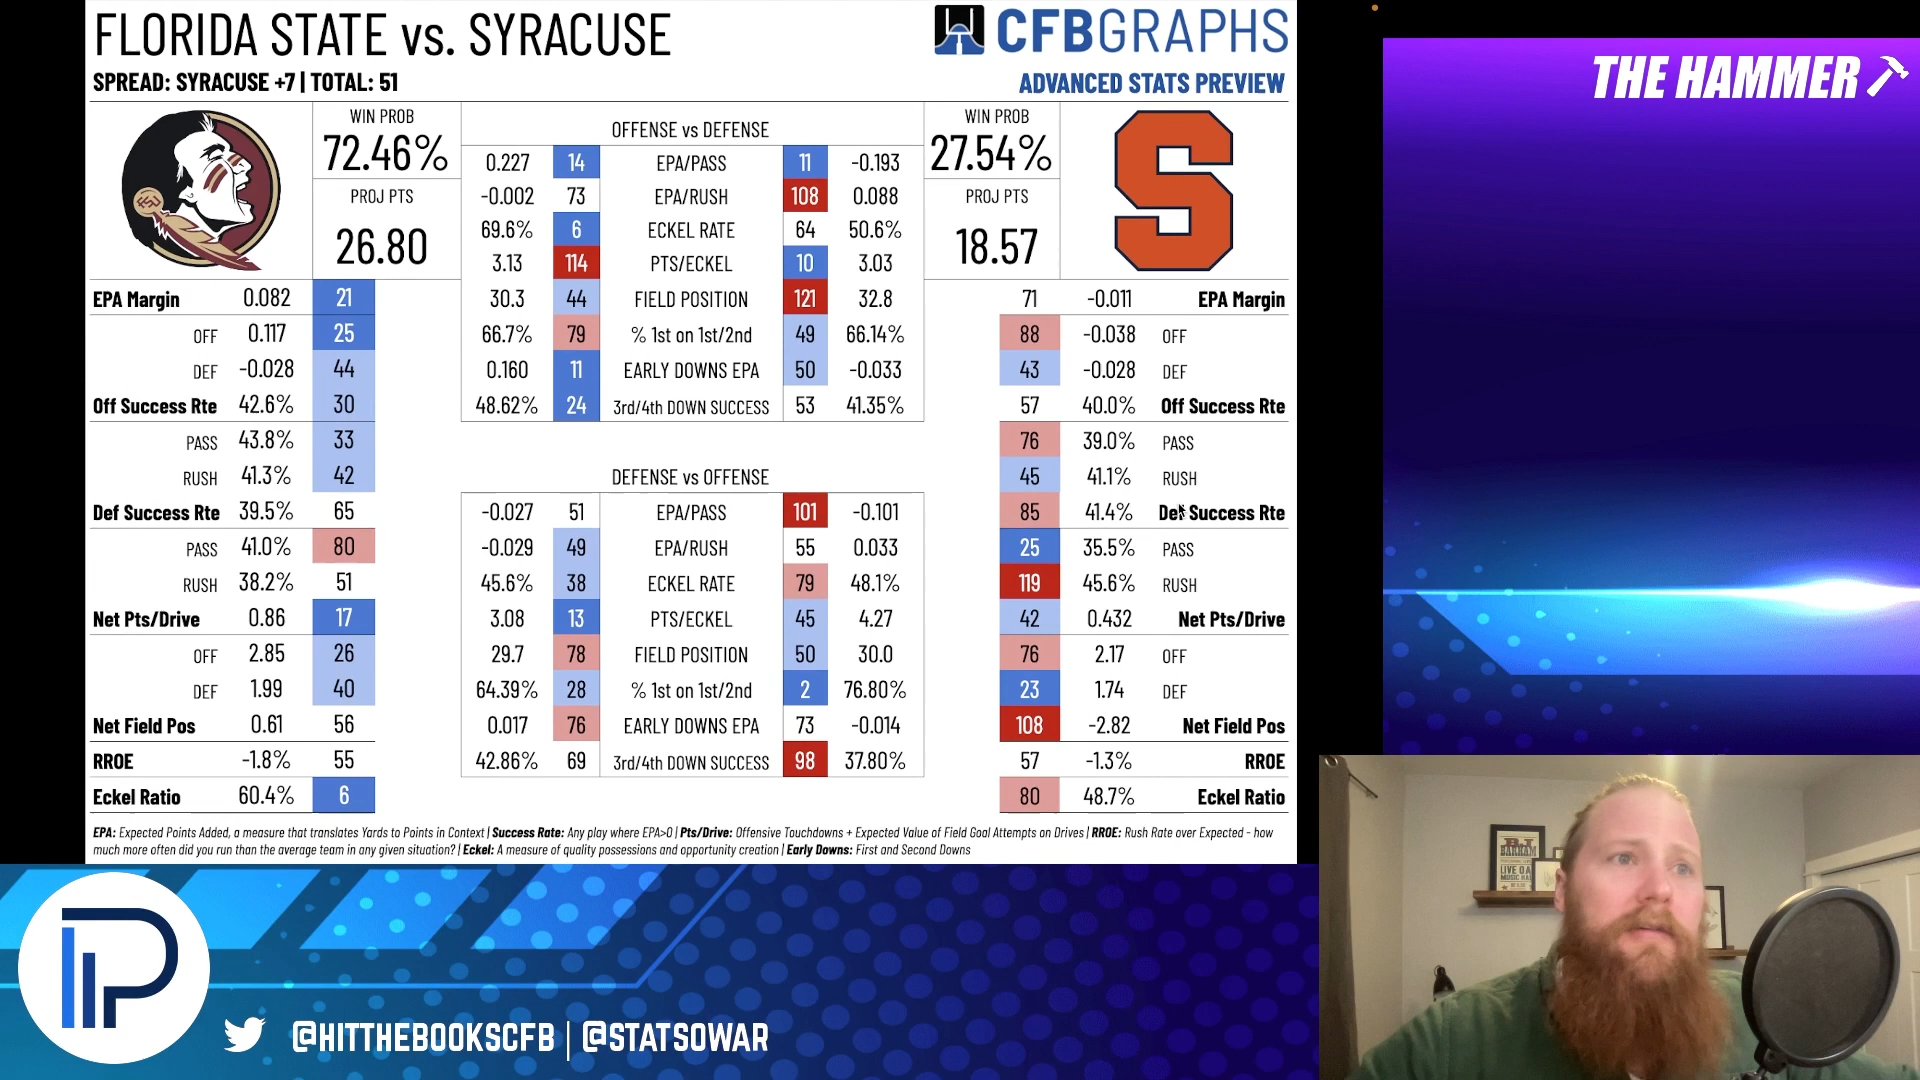 FLORIDA STATE vs. SYRACUSE
CFBGRAPHS
SPREAD: SYRACUSE +7 | TOTAL: 51
ADVANCED STATS PREVIEW
THE HAMMER
WIN PROB
72.46%
PROJ PTS
26.80
WIN PROB
27.54%
PROJ PTS
18.57
S
FSU
OFFENSE vs DEFENSE
0.227 14 EPA/PASS 11 -0.193
-0.002 73 EPA/RUSH 108 0.088
69.6% 6 ECKEL RATE 64 50.6%
3.13 114 PTS/ECKEL 10 3.03
30.3 44 FIELD POSITION 121 32.8
66.7% 79 % 1st on 1st/2nd 49 66.14%
0.160 11 EARLY DOWNS EPA 50 -0.033
48.62% 24 3rd/4th DOWN SUCCESS 53 41.35%
DEFENSE vs OFFENSE
-0.027 51 EPA/PASS 101 -0.101
-0.029 49 EPA/RUSH 55 0.033
45.6% 38 ECKEL RATE 79 48.1%
3.08 13 PTS/ECKEL 45 4.27
29.7 78 FIELD POSITION 50 30.0
64.39% 28 % 1st on 1st/2nd 2 76.80%
0.017 76 EARLY DOWNS EPA 73 -0.014
42.86% 69 3rd/4th DOWN SUCCESS 98 37.80%
EPA Margin 0.082 21
OFF 0.117 25
DEF -0.028 44
Off Success Rte 42.6% 30
PASS 43.8% 33
RUSH 41.3% 42
Def Success Rte 39.5% 65
PASS 41.0% 80
RUSH 38.2% 51
Net Pts/Drive 0.86 17
OFF 2.85 26
DEF 1.99 40
Net Field Pos 0.61 56
RROE -1.8% 55
Eckel Ratio 60.4% 6
71 -0.011 EPA Margin
88 -0.038 OFF
43 -0.028 DEF
57 40.0% Off Success Rte
76 39.0% PASS
45 41.1% RUSH
85 41.4% Def Success Rte
25 35.5% PASS
119 45.6% RUSH
42 0.432 Net Pts/Drive
76 2.17 OFF
23 1.74 DEF
108 -2.82 Net Field Pos
57 -1.3% RROE
80 48.7% Eckel Ratio
EPA: Expected Points Added, a measure that translates Yards to Points in Context | Success Rate: Any play where EPA>0 | Pts/Drive: Offensive Touchdowns + Expected Value of Field Goal Attempts on Drives | RROE: Rush Rate over Expected - how
much more often did you run than the average team in any given situation? | Eckel: A measure of quality possessions and opportunity creation | Early Downs: First and Second Downs
@HITTHEBOOKSCFB | @STATSOWAR
BARHAM
LIVE OA
MUSIC HA